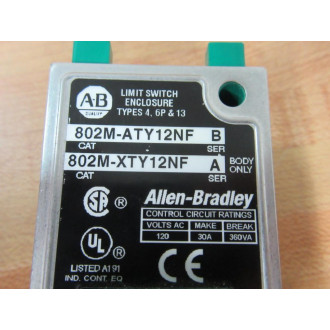 A-B
QUALITY
LIMIT SWITCH
ENCLOSURE
TYPES 4, 6P & 13
802M-ATY12NF B
CAT SER
802M-XTY12NF A BODY ONLY
CAT SER
SA
Allen-Bradley
CONTROL CIRCUIT RATINGS
VOLTS AC MAKE BREAK
120 30A 360VA
UL
LISTED A191
IND. CONT. EQ
CE